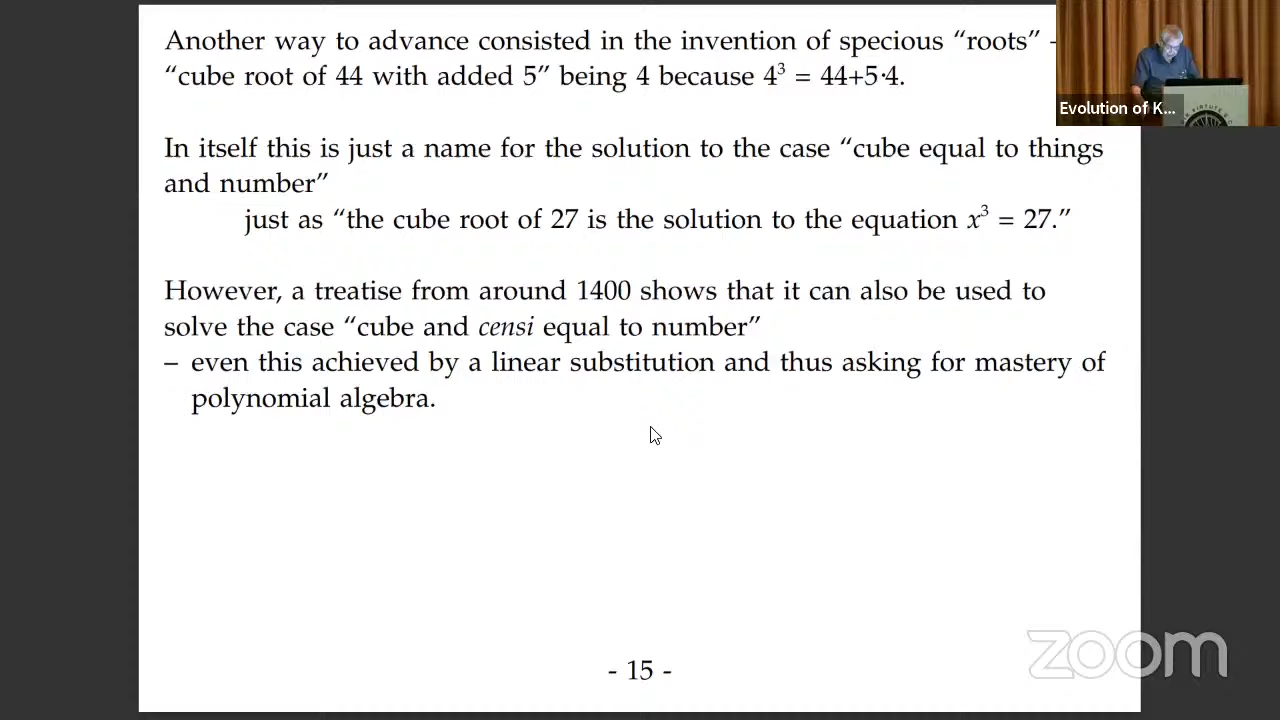 Another way to advance consisted in the invention of specious “roots” –
“cube root of 44 with added 5” being 4 because 4³ = 44+5·4.
Evolution of K...
In itself this is just a name for the solution to the case “cube equal to things
and number”
just as “the cube root of 27 is the solution to the equation x³ = 27.”
However, a treatise from around 1400 shows that it can also be used to
solve the case “cube and censi equal to number”
– even this achieved by a linear substitution and thus asking for mastery of
polynomial algebra.
- 15 -
zoom